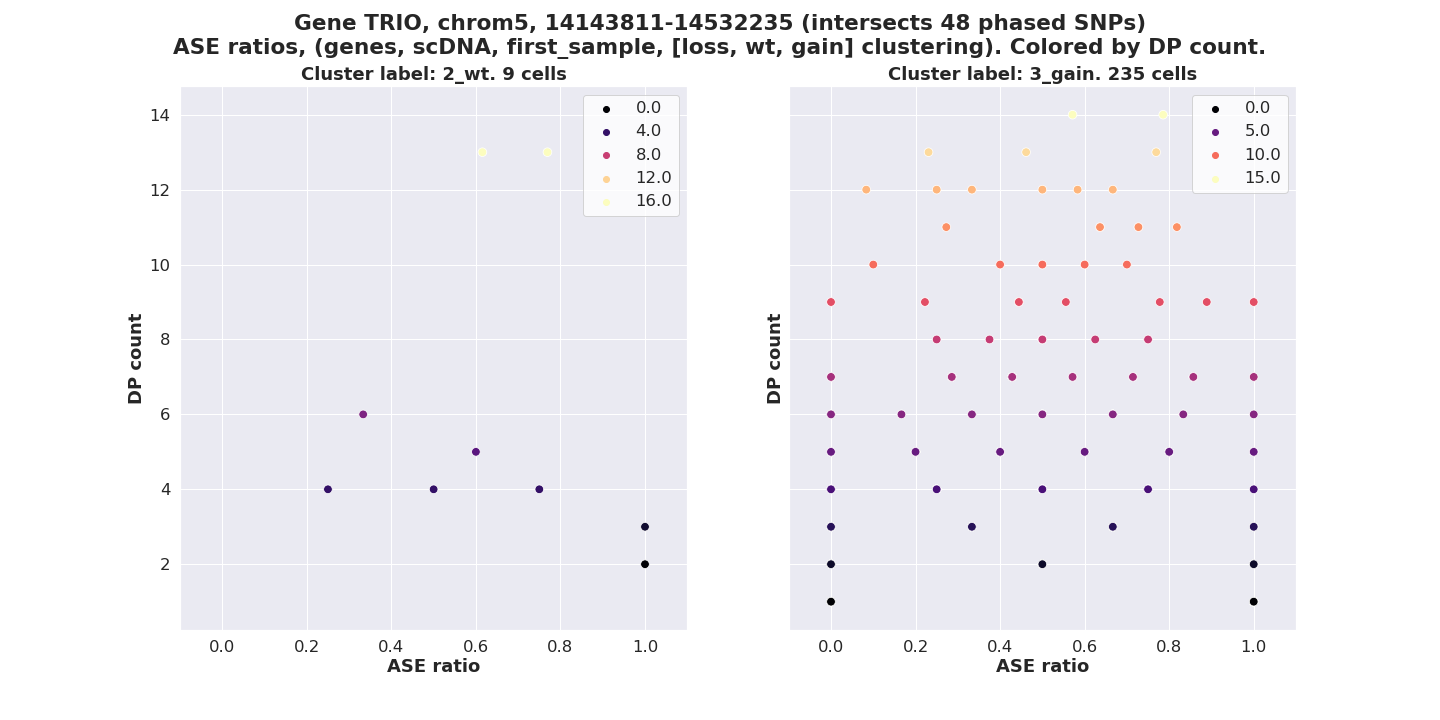 Gene TRIO, chrom5, 14143811-14532235 (intersects 48 phased SNPs)
ASE ratios, (genes, scDNA, first_sample, [loss, wt, gain] clustering). Colored by DP count.
Cluster label: 2_wt. 9 cells
DP count
14
12
10
8
6
4
2
0.0
4.0
8.0
12.0
16.0
0.0 0.2 0.4 0.6 0.8 1.0
ASE ratio
Cluster label: 3_gain. 235 cells
DP count
0.0
5.0
10.0
15.0
0.0 0.2 0.4 0.6 0.8 1.0
ASE ratio